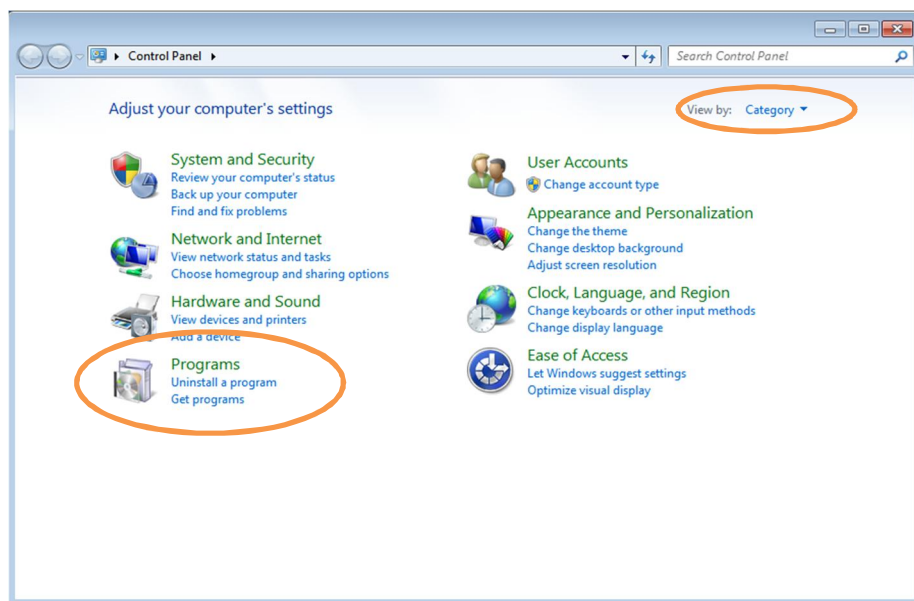 Control Panel
Search Control Panel
Adjust your computer's settings
View by: Category
System and Security
Review your computer's status
Back up your computer
Find and fix problems
Network and Internet
View network status and tasks
Choose homegroup and sharing options
Hardware and Sound
View devices and printers
Add a device
Programs
Uninstall a program
Get programs
User Accounts
Change account type
Appearance and Personalization
Change the theme
Change desktop background
Adjust screen resolution
Clock, Language, and Region
Change keyboards or other input methods
Change display language
Ease of Access
Let Windows suggest settings
Optimize visual display